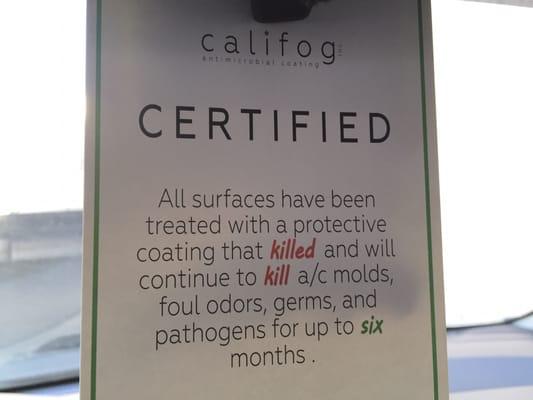 califog INC
antimicrobial coating
CERTIFIED
All surfaces have been
treated with a protective
coating that killed and will
continue to kill a/c molds,
foul odors, germs, and
pathogens for up to six
months .